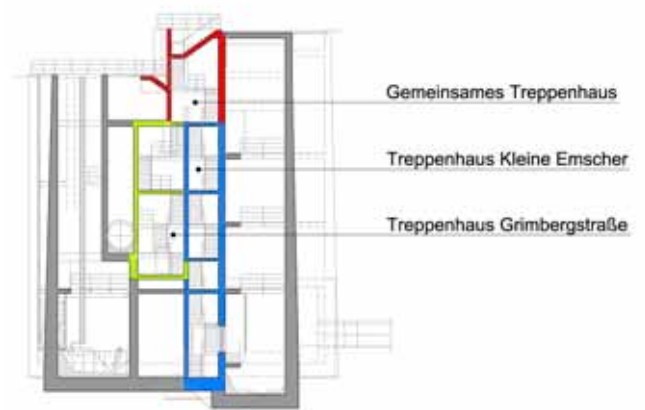 Gemeinsames Treppenhaus
Treppenhaus Kleine Emscher
Treppenhaus Grimbergstraße